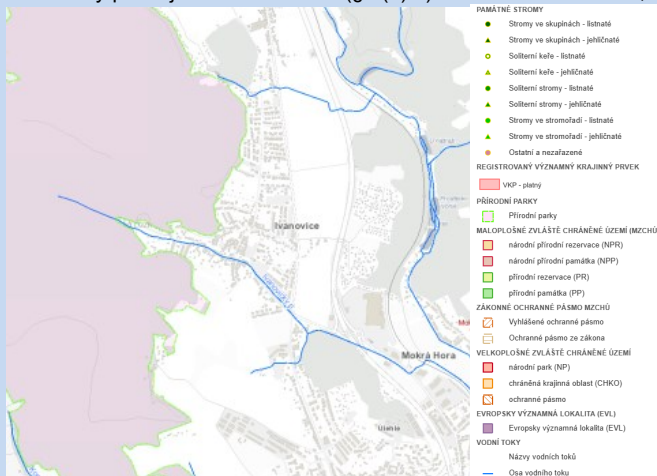 PAMÁTNÉ STROMY
Stromy ve skupinách - listnaté
Stromy ve skupinách - jehličnaté
Soliterní keře - listnaté
Soliterní keře - jehličnaté
Soliterní stromy - listnaté
Soliterní stromy - jehličnaté
Stromy ve stromořadí - listnaté
Stromy ve stromořadí - jehličnaté
Ostatní a nezařazené
REGISTROVANÝ VÝZNAMNÝ KRAJINNÝ PRVEK
VKP - platný
PŘÍRODNÍ PARKY
Přírodní parky
MALOPLOŠNÉ ZVLÁŠTĚ CHRÁNĚNÉ ÚZEMÍ (MZCHÚ)
národní přírodní rezervace (NPR)
národní přírodní památka (NPP)
přírodní rezervace (PR)
přírodní památka (PP)
ZÁKONNÉ OCHRANNÉ PÁSMO MZCHÚ
Vyhlášené ochranné pásmo
Ochranné pásmo ze zákona
VELKOPLOŠNÉ ZVLÁŠTĚ CHRÁNĚNÉ ÚZEMÍ
národní park (NP)
chráněná krajinná oblast (CHKO)
ochranné pásmo
EVROPSKY VÝZNAMNÁ LOKALITA (EVL)
Evropsky významná lokalita (EVL)
VODNÍ TOKY
Názvy vodních toků
Osa vodního toku
Ivanovice
Mokrá Hora